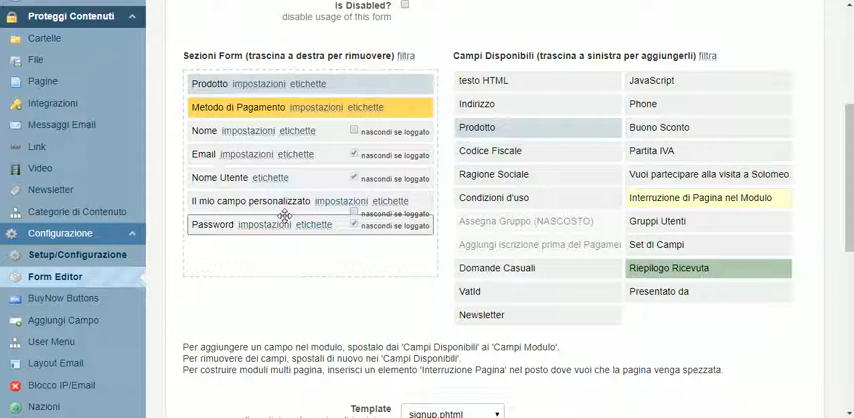 Proteggi Contenuti
Cartelle
File
Pagine
Integrazioni
Messaggi Email
Link
Video
Newsletter
Categorie di Contenuto
Configurazione
Setup/Configurazione
Form Editor
BuyNow Buttons
Aggiungi Campo
User Menu
Layout Email
Blocco IP/Email
Nazioni
Is Disabled?
disable usage of this form
Sezioni Form (trascina a destra per rimuovere) filtra
Prodotto impostazioni etichette
Metodo di Pagamento impostazioni etichette
Nome impostazioni etichette nascondi se loggato
Email impostazioni etichette nascondi se loggato
Nome Utente etichette nascondi se loggato
Il mio campo personalizzato impostazioni etichette
nascondi se loggato
Password impostazioni etichette nascondi se loggato
Campi Disponibili (trascina a sinistra per aggiungerli) filtra
testo HTML JavaScript
Indirizzo Phone
Prodotto Buono Sconto
Codice Fiscale Partita IVA
Ragione Sociale Vuoi partecipare alla visita a Solomeo
Condizioni d'uso Interruzione di Pagina nel Modulo
Assegna Gruppo (NASCOSTO) Gruppi Utenti
Aggiungi iscrizione prima del Pagamen Set di Campi
Domande Casuali Riepilogo Ricevuta
VatId Presentato da
Newsletter
Per aggiungere un campo nel modulo, spostalo dai 'Campi Disponibili' ai 'Campi Modulo'.
Per rimuovere dei campi, spostali di nuovo nei 'Campi Disponibili'.
Per costruire moduli multi pagina, inserisci un elemento 'Interruzione Pagina' nel posto dove vuoi che la pagina venga spezzata.
Template signup.phtml